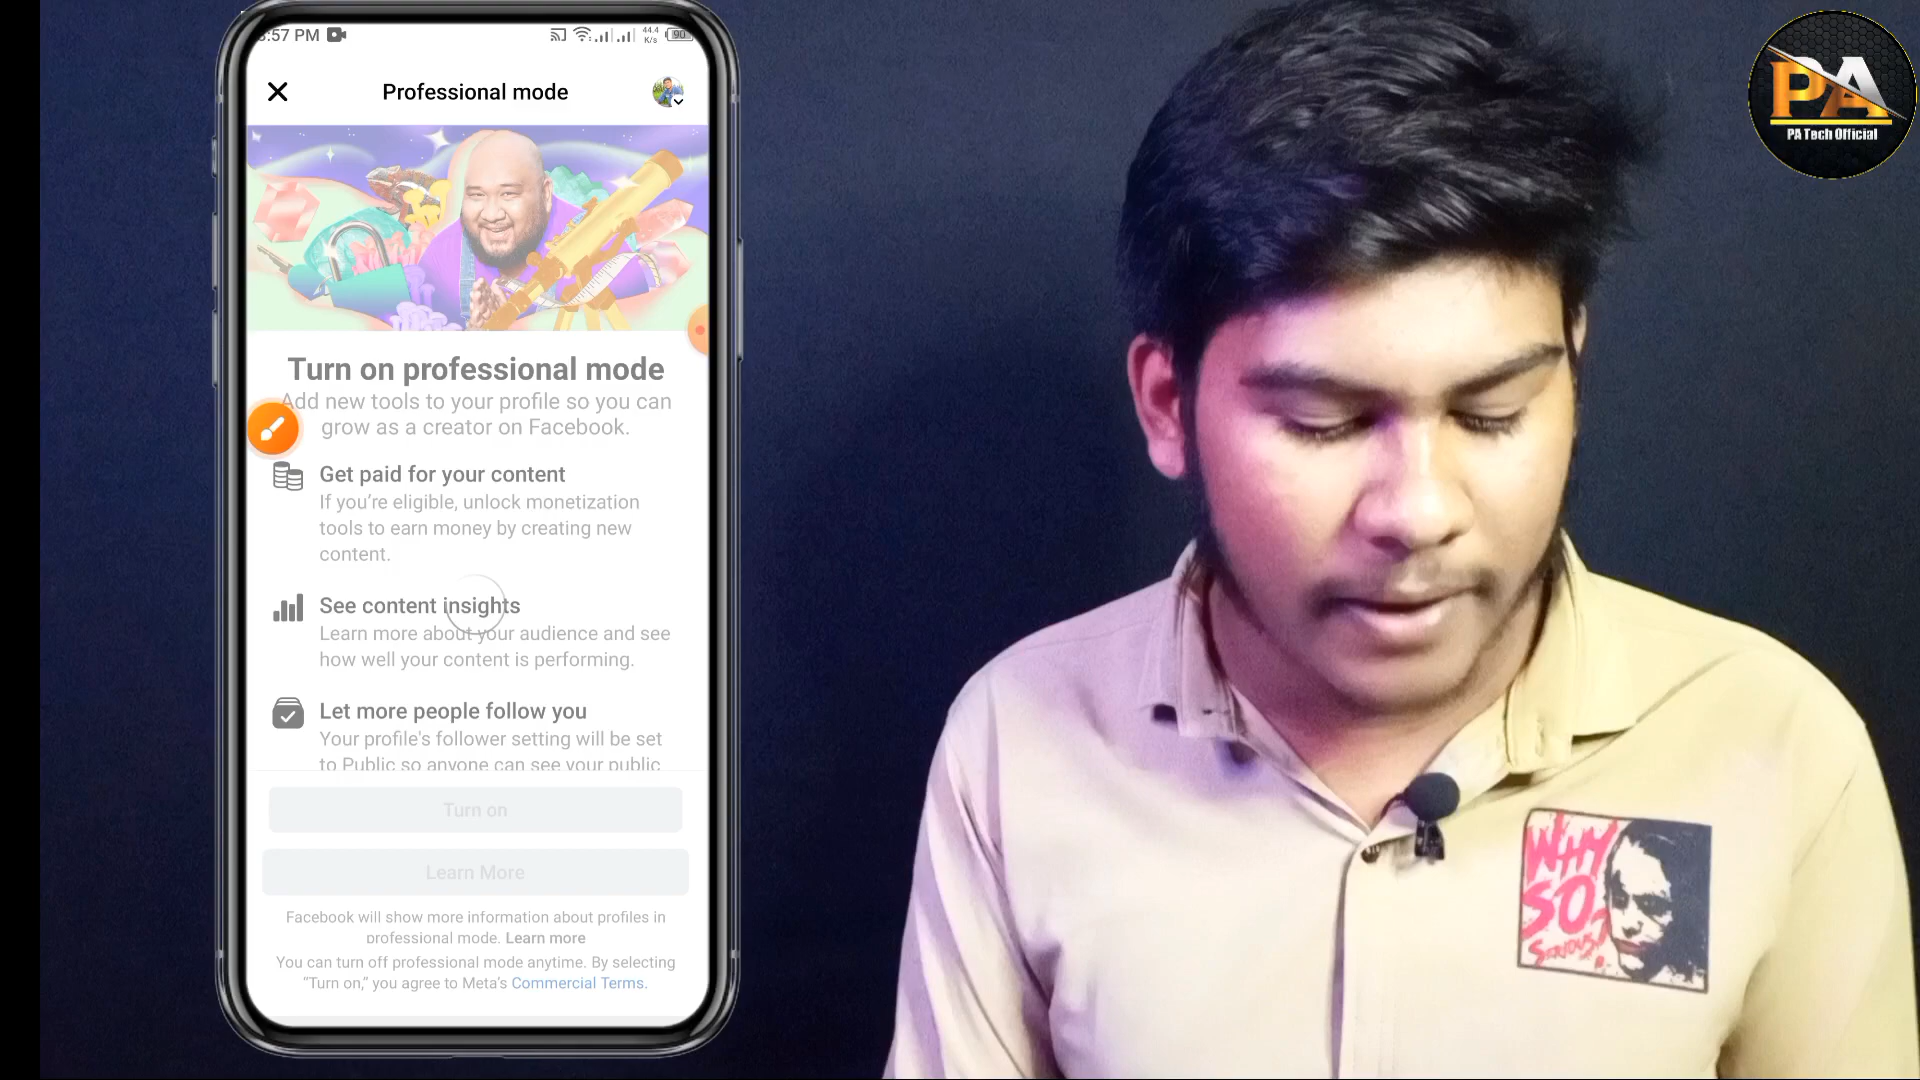 :57 PM
44.4
K/s
90
Professional mode
Turn on professional mode
Add new tools to your profile so you can
grow as a creator on Facebook.
Get paid for your content
If you're eligible, unlock monetization
tools to earn money by creating new
content.
See content insights
Learn more about your audience and see
how well your content is performing.
Let more people follow you
Your profile's follower setting will be set
to Public so anyone can see your public
Turn on
Learn More
Facebook will show more information about profiles in
professional mode. Learn more
You can turn off professional mode anytime. By selecting
“Turn on,” you agree to Meta's Commercial Terms.
PA
PA Tech Official
WHY
SO
SERIOUS?